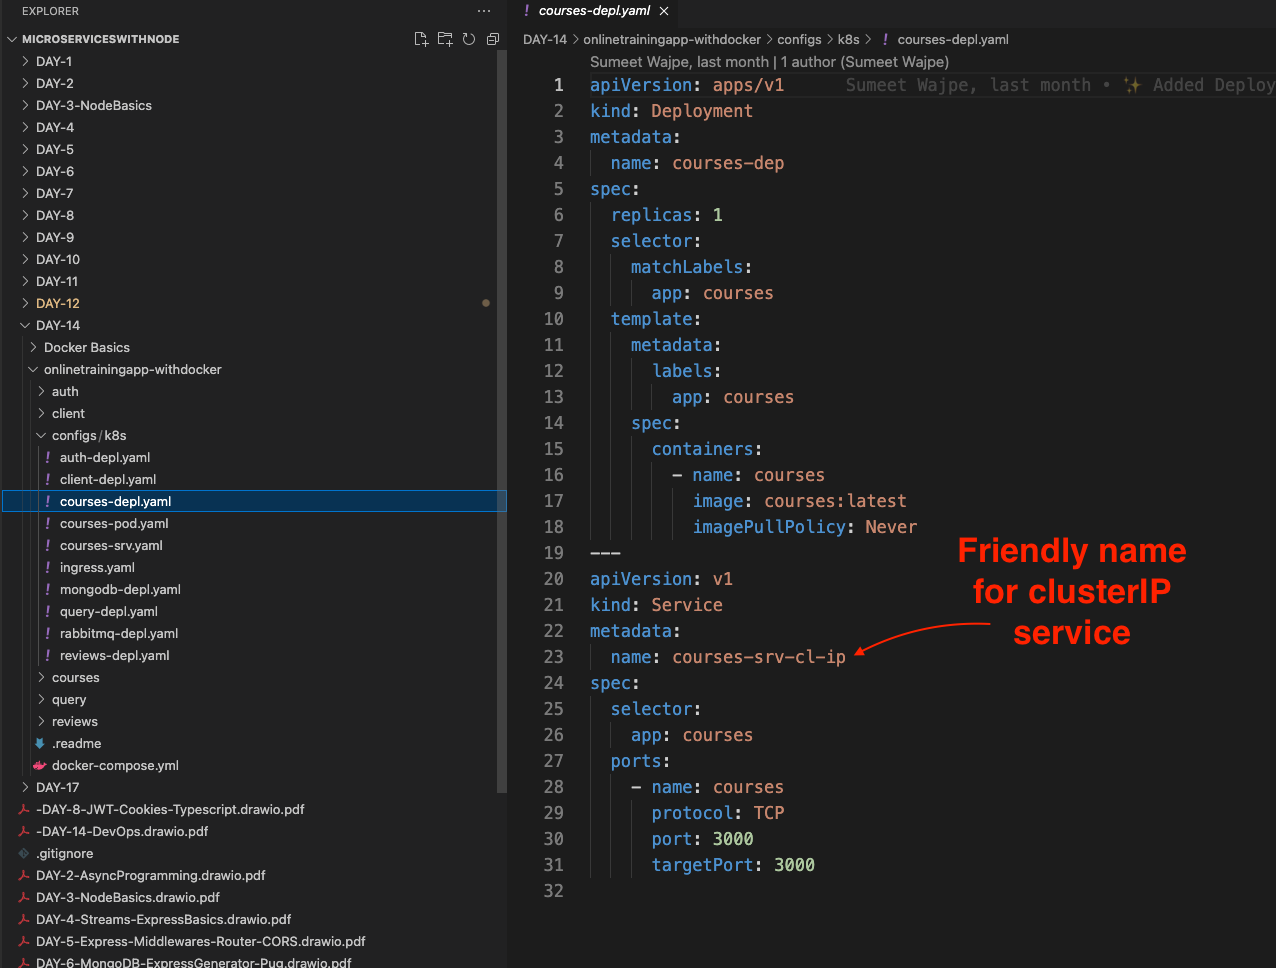 EXPLORER
MICROSERVICESWITHNODE
DAY-1
DAY-2
DAY-3-NodeBasics
DAY-4
DAY-5
DAY-6
DAY-7
DAY-8
DAY-9
DAY-10
DAY-11
DAY-12
DAY-14
Docker Basics
onlinetrainingapp-withdocker
auth
client
configs/k8s
auth-depl.yaml
client-depl.yaml
courses-depl.yaml
courses-pod.yaml
courses-srv.yaml
ingress.yaml
mongodb-depl.yaml
query-depl.yaml
rabbitmq-depl.yaml
reviews-depl.yaml
courses
query
reviews
.readme
docker-compose.yml
DAY-17
-DAY-8-JWT-Cookies-Typescript.drawio.pdf
-DAY-14-DevOps.drawio.pdf
.gitignore
DAY-2-AsyncProgramming.drawio.pdf
DAY-3-NodeBasics.drawio.pdf
DAY-4-Streams-ExpressBasics.drawio.pdf
DAY-5-Express-Middlewares-Router-CORS.drawio.pdf
DAY-6-MongoDB-ExpressGenerator-Pug.drawio.pdf
! courses-depl.yaml
DAY-14 > onlinetrainingapp-withdocker > configs > k8s > ! courses-depl.yaml
Sumeet Wajpe, last month | 1 author (Sumeet Wajpe)
1 apiVersion: apps/v1 Sumeet Wajpe, last month • ✨ Added Deploy
2 kind: Deployment
3 metadata:
4 name: courses-dep
5 spec:
6 replicas: 1
7 selector:
8 matchLabels:
9 app: courses
10 template:
11 metadata:
12 labels:
13 app: courses
14 spec:
15 containers:
16 - name: courses
17 image: courses:latest
18 imagePullPolicy: Never
19 ---
20 apiVersion: v1
21 kind: Service
22 metadata:
23 name: courses-srv-cl-ip
24 spec:
25 selector:
26 app: courses
27 ports:
28 - name: courses
29 protocol: TCP
30 port: 3000
31 targetPort: 3000
32
Friendly name
for clusterIP
service